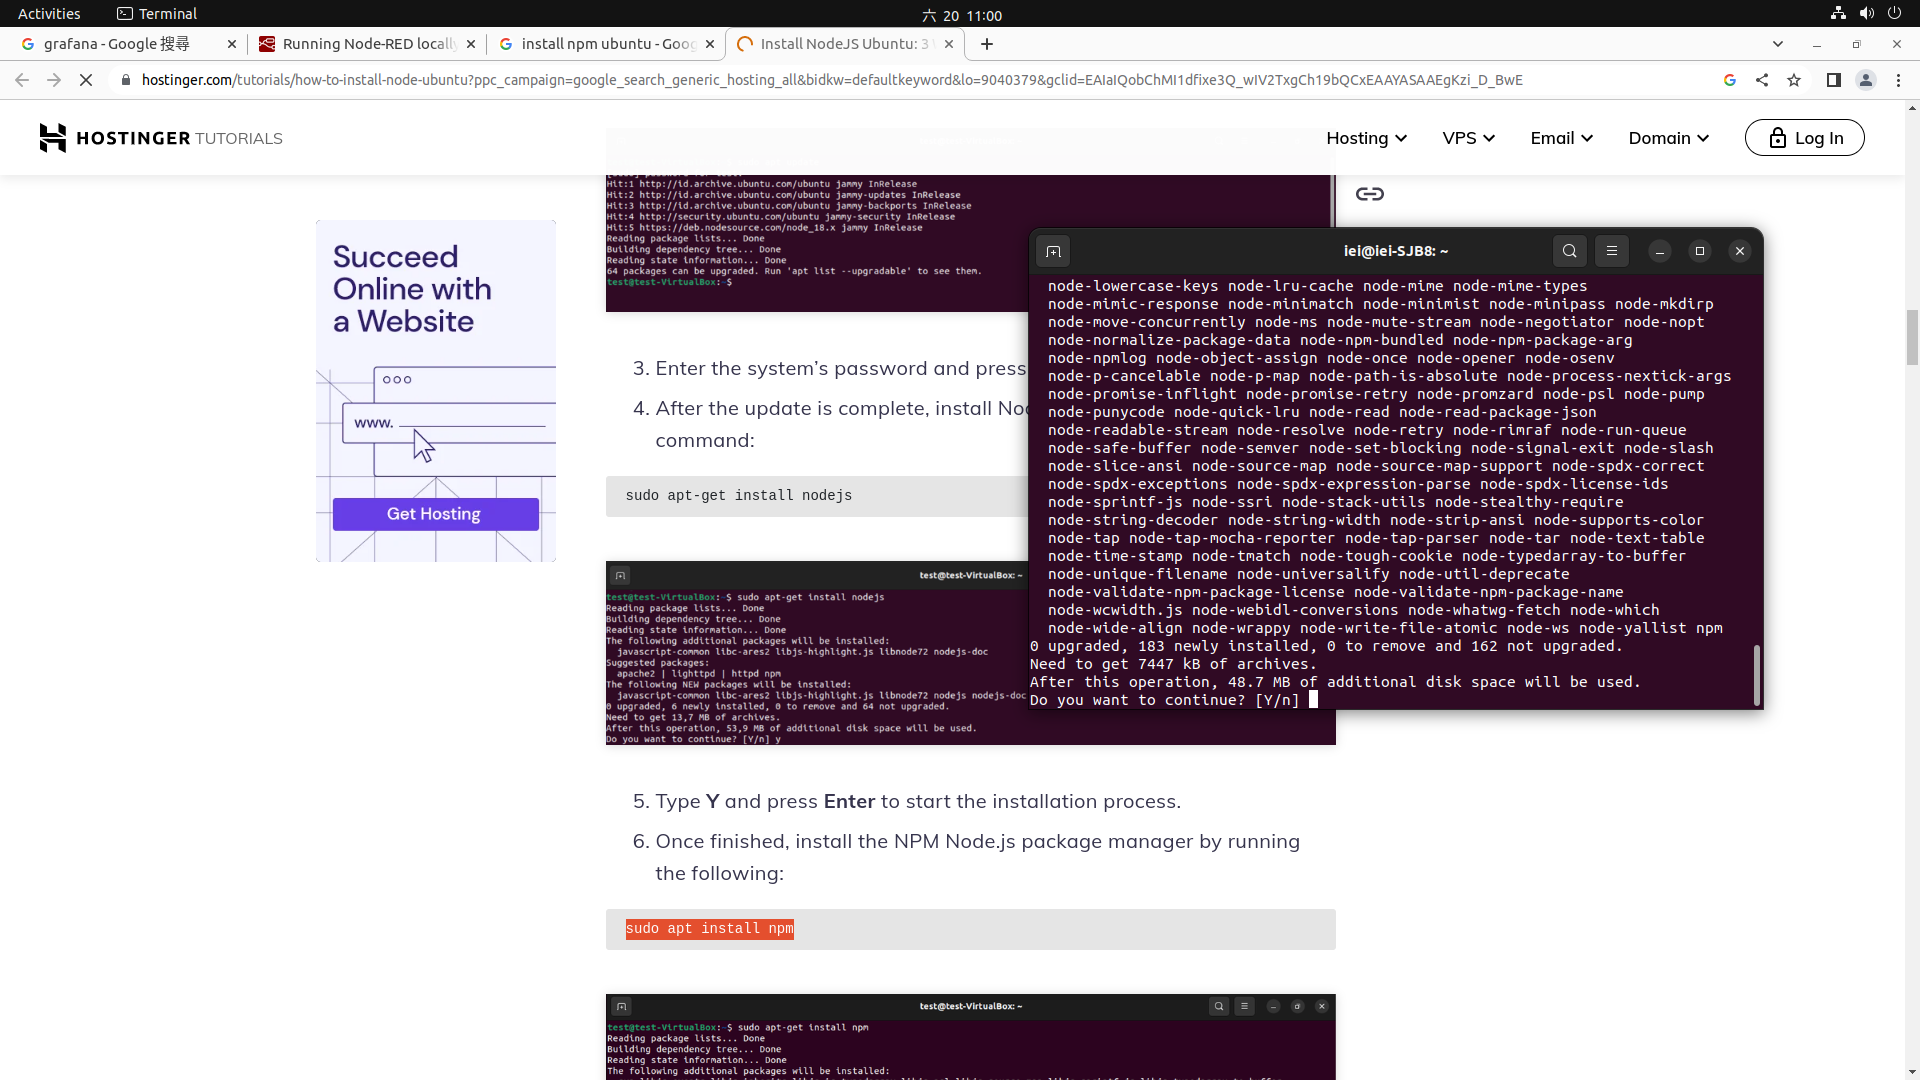 Activities
Terminal
六 20 11:00
grafana - Google 搜尋
Running Node-RED locally
install npm ubuntu - Goog
Install NodeJS Ubuntu: 3
hostinger.com/tutorials/how-to-install-node-ubuntu?ppc_campaign=google_search_generic_hosting_all&bidkw=defaultkeyword&lo=9040379&gclid=EAIaIQobChMI1dfixe3Q_wIV2TxgCh19bQCxEAAYASAAEgKzi_D_BwE
HOSTINGER TUTORIALS
Hosting
VPS
Email
Domain
Log In
Hit:1 http://id.archive.ubuntu.com/ubuntu jammy InRelease
Hit:2 http://id.archive.ubuntu.com/ubuntu jammy-updates InRelease
Hit:3 http://id.archive.ubuntu.com/ubuntu jammy-backports InRelease
Hit:4 http://security.ubuntu.com/ubuntu jammy-security InRelease
Hit:5 https://deb.nodesource.com/node_18.x jammy InRelease
Reading package lists... Done
Building dependency tree... Done
Reading state information... Done
64 packages can be upgraded. Run 'apt list --upgradable' to see them.
test@test-VirtualBox:~$
Succeed
Online with
a Website
www.
Get Hosting
3. Enter the system’s password and press
4. After the update is complete, install Noc
command:
sudo apt-get install nodejs
test@test-VirtualBox: ~
test@test-VirtualBox:~$ sudo apt-get install nodejs
Reading package lists... Done
Building dependency tree... Done
Reading state information... Done
The following additional packages will be installed:
javascript-common libc-ares2 libjs-highlight.js libnode72 nodejs-doc
Suggested packages:
apache2 | lighttpd | httpd npm
The following NEW packages will be installed:
javascript-common libc-ares2 libjs-highlight.js libnode72 nodejs nodejs-doc
0 upgraded, 6 newly installed, 0 to remove and 64 not upgraded.
Need to get 13,7 MB of archives.
After this operation, 53,9 MB of additional disk space will be used.
Do you want to continue? [Y/n] y
iei@iei-SJB8: ~
node-lowercase-keys node-lru-cache node-mime node-mime-types
node-mimic-response node-minimatch node-minimist node-minipass node-mkdirp
node-move-concurrently node-ms node-mute-stream node-negotiator node-nopt
node-normalize-package-data node-npm-bundled node-npm-package-arg
node-npmlog node-object-assign node-once node-opener node-osenv
node-p-cancelable node-p-map node-path-is-absolute node-process-nextick-args
node-promise-inflight node-promise-retry node-promzard node-psl node-pump
node-punycode node-quick-lru node-read node-read-package-json
node-readable-stream node-resolve node-retry node-rimraf node-run-queue
node-safe-buffer node-semver node-set-blocking node-signal-exit node-slash
node-slice-ansi node-source-map node-source-map-support node-spdx-correct
node-spdx-exceptions node-spdx-expression-parse node-spdx-license-ids
node-sprintf-js node-ssri node-stack-utils node-stealthy-require
node-string-decoder node-string-width node-strip-ansi node-supports-color
node-tap node-tap-mocha-reporter node-tap-parser node-tar node-text-table
node-time-stamp node-tmatch node-tough-cookie node-typedarray-to-buffer
node-unique-filename node-universalify node-util-deprecate
node-validate-npm-package-license node-validate-npm-package-name
node-wcwidth.js node-webidl-conversions node-whatwg-fetch node-which
node-wide-align node-wrappy node-write-file-atomic node-ws node-yallist npm
0 upgraded, 183 newly installed, 0 to remove and 162 not upgraded.
Need to get 7447 kB of archives.
After this operation, 48.7 MB of additional disk space will be used.
Do you want to continue? [Y/n]
5. Type Y and press Enter to start the installation process.
6. Once finished, install the NPM Node.js package manager by running
the following:
sudo apt install npm
test@test-VirtualBox: ~
test@test-VirtualBox:~$ sudo apt-get install npm
Reading package lists... Done
Building dependency tree... Done
Reading state information... Done
The following additional packages will be installed: